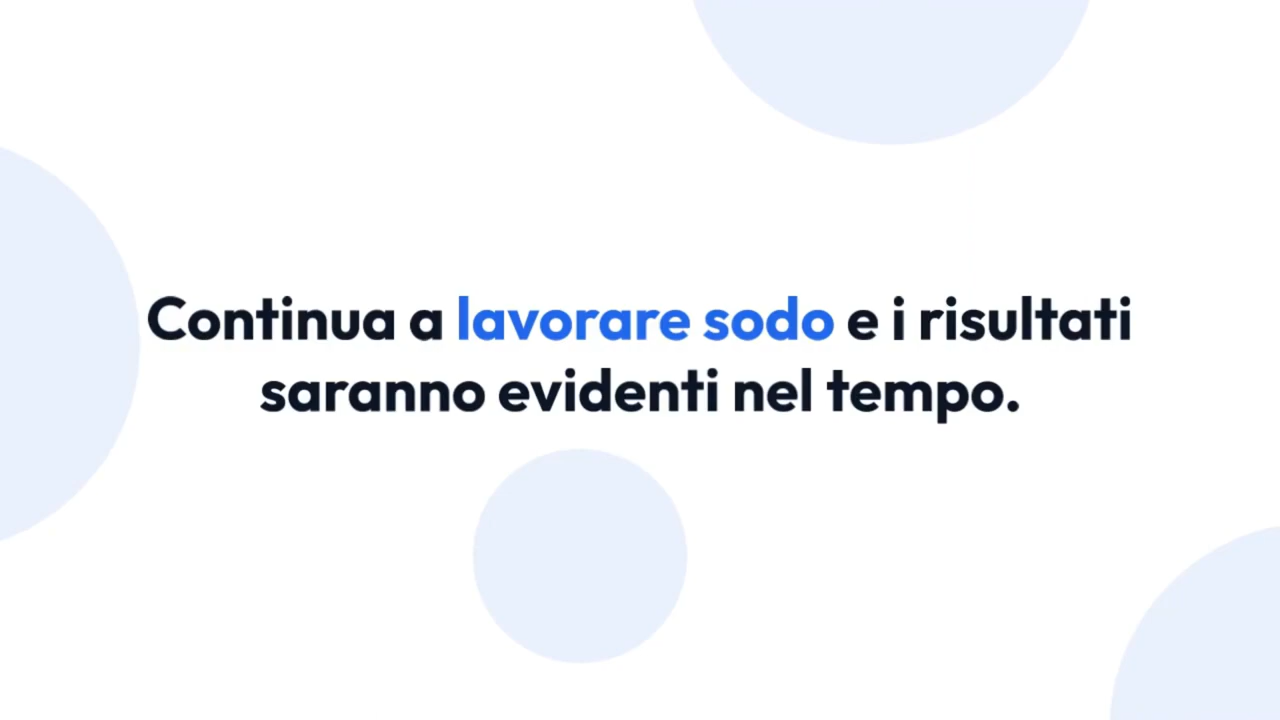 Continua a lavorare sodo e i risultati
saranno evidenti nel tempo.